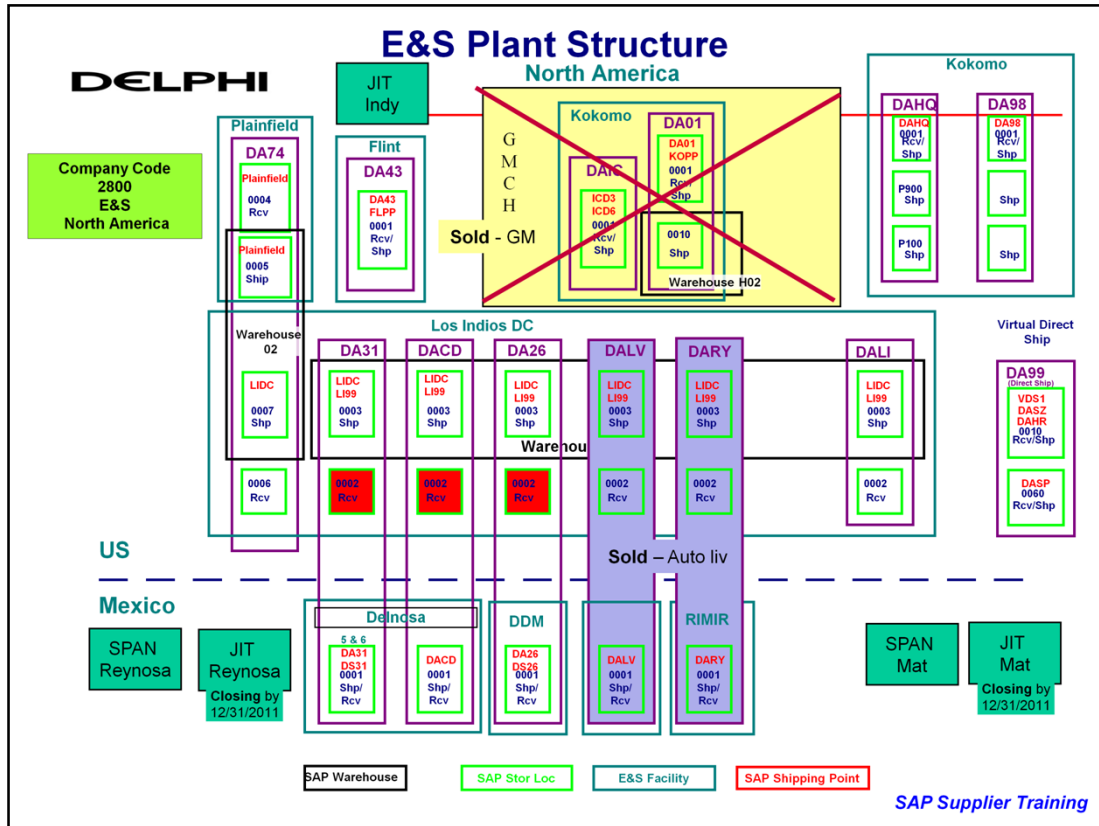 E&S Plant Structure
North America
DELPHI
JIT
Indy
Company Code
2800
E&S
North America
Plainfield
DA74
Plainfield
0004
Rcv
Plainfield
0005
Ship
Warehouse
02
LIDC
0007
Shp
0006
Rcv
Flint
DA43
DA43
FLPP
0001
Rcv/
Shp
G
M
C
H
Sold - GM
Kokomo
DAIC
ICD3
ICD6
0001
Rcv/
Shp
DA01
DA01
KOPP
0001
Rcv/
Shp
0010
Shp
Warehouse H02
Kokomo
DAHQ
DAHQ
0001
Rcv/
Shp
P900
Shp
P100
Shp
DA98
DA98
0001
Rcv/
Shp
Shp
Shp
Los Indios DC
DA31
LIDC
LI99
0003
Shp
0002
Rcv
DACD
LIDC
LI99
0003
Shp
0002
Rcv
DA26
LIDC
LI99
0003
Shp
0002
Rcv
DALV
LIDC
LI99
0003
Shp
0002
Rcv
DARY
LIDC
LI99
0003
Shp
0002
Rcv
DALI
LIDC
LI99
0003
Shp
0002
Rcv
Warehou
Virtual Direct
Ship
DA99
(Direct Ship)
VDS1
DASZ
DAHR
0010
Rcv/Shp
DASP
0060
Rcv/Shp
Sold – Auto liv
US
Mexico
SPAN
Reynosa
JIT
Reynosa
Closing by
12/31/2011
Delnosa
5 & 6
DA31
DS31
0001
Shp/
Rcv
DACD
0001
Shp/
Rcv
DDM
DA26
DS26
0001
Shp/
Rcv
DALV
0001
Shp/
Rcv
RIMIR
DARY
0001
Shp/
Rcv
SPAN
Mat
JIT
Mat
Closing by
12/31/2011
SAP Warehouse
SAP Stor Loc
E&S Facility
SAP Shipping Point
SAP Supplier Training